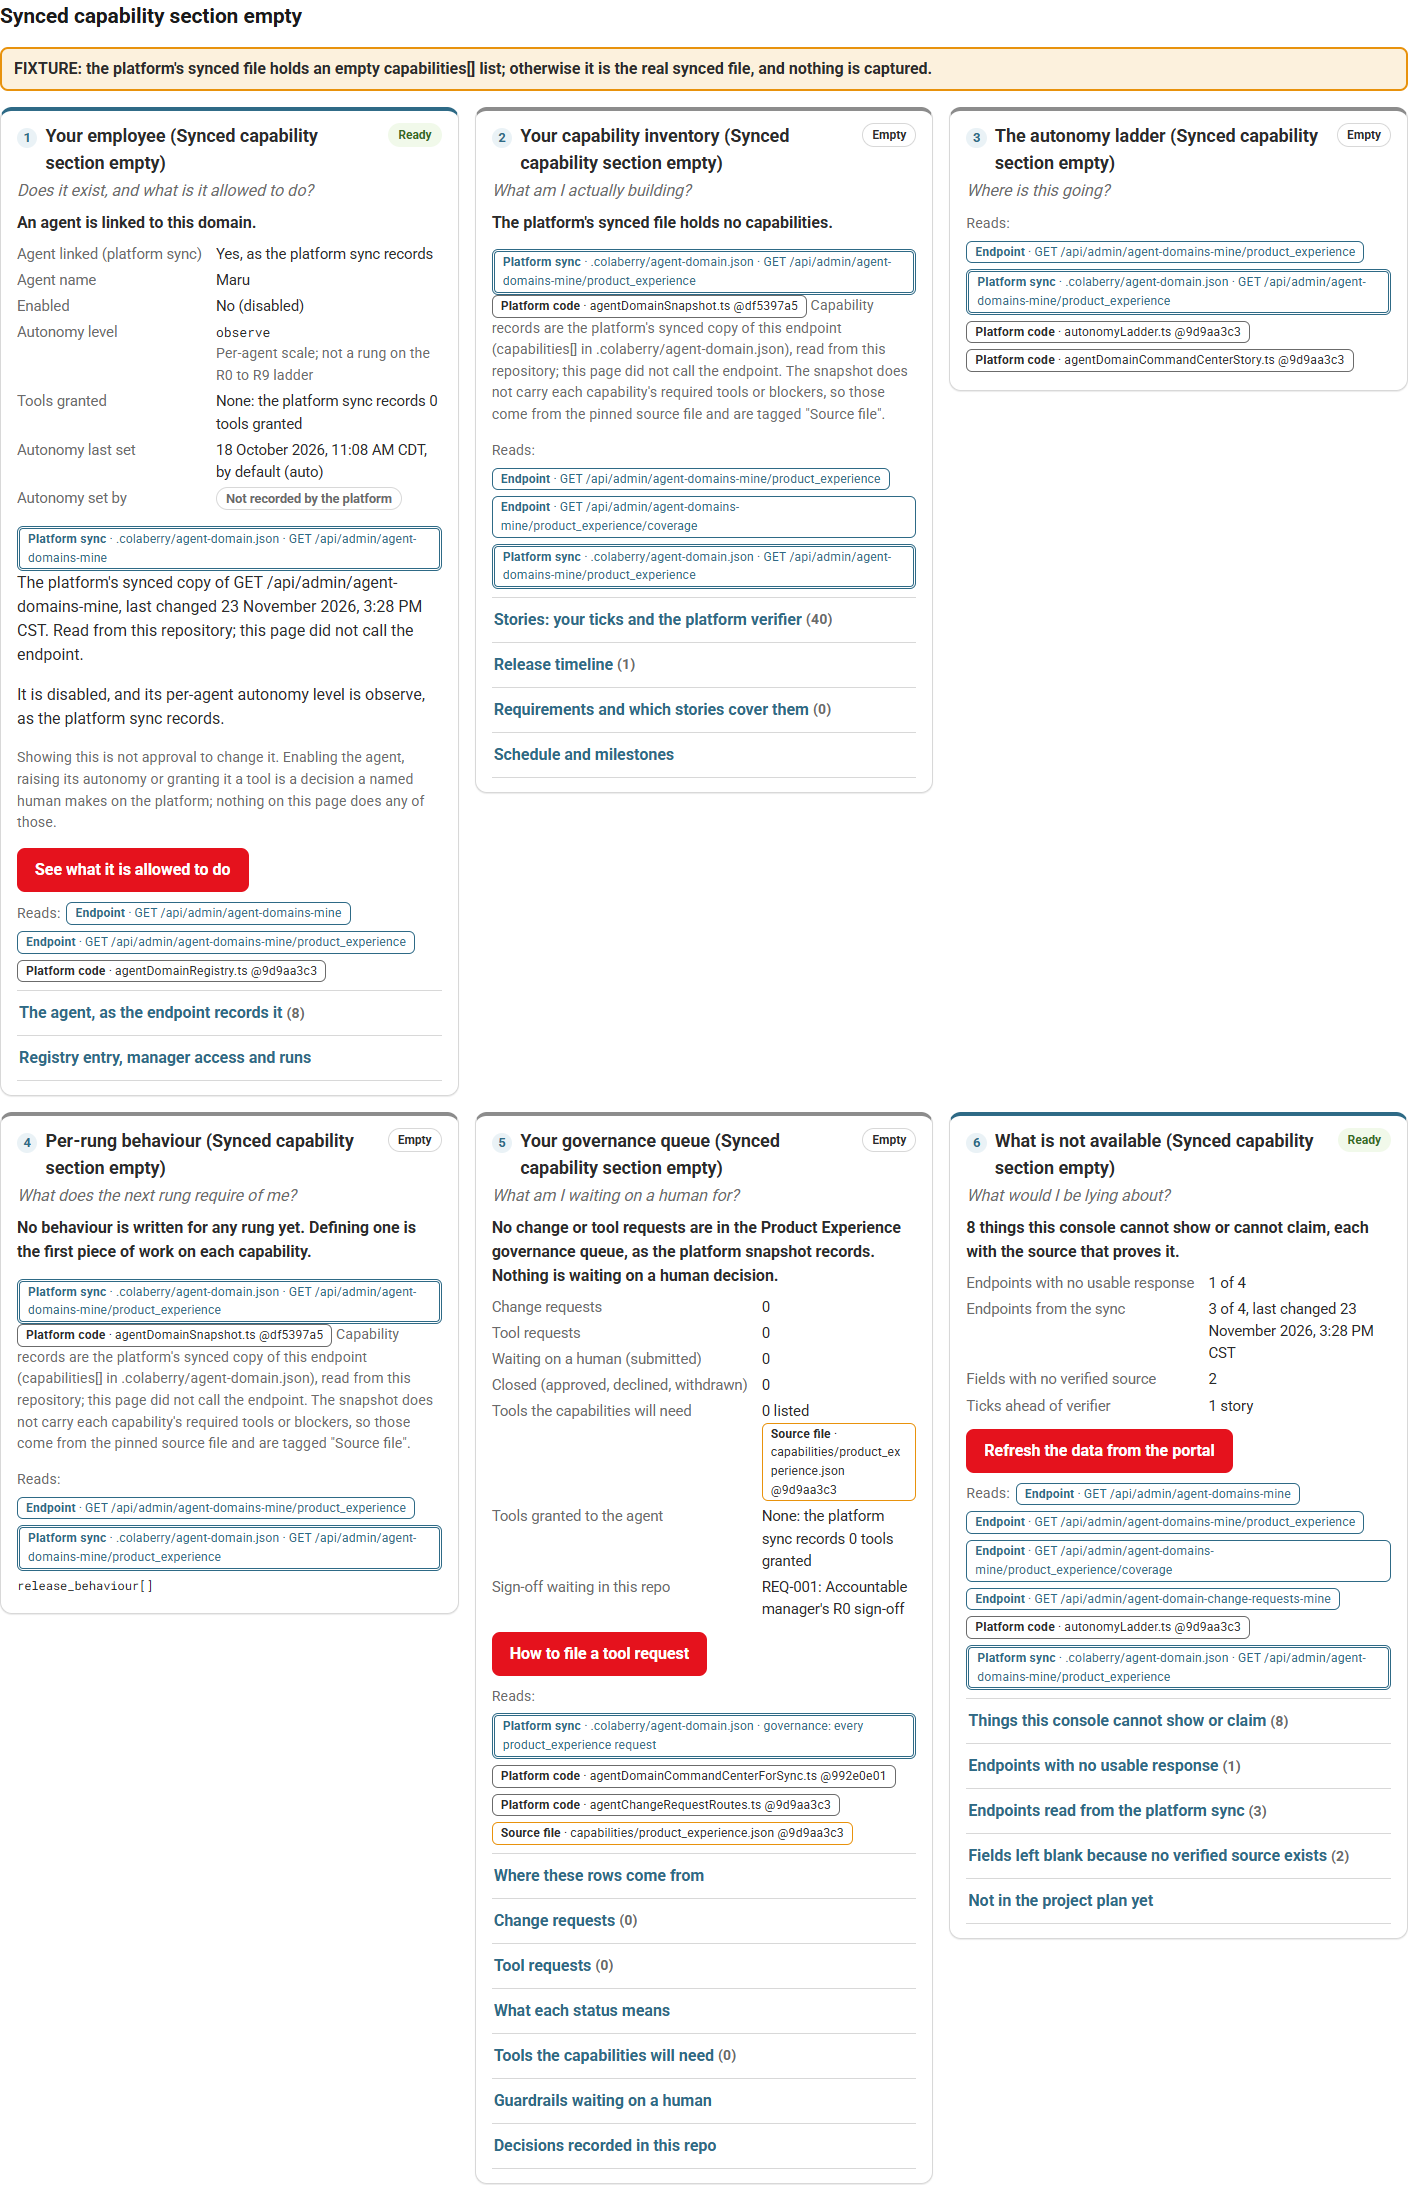 Synced capability section empty
FIXTURE: the platform's synced file holds an empty capabilities[] list; otherwise it is the real synced file, and nothing is captured.
1
Your employee (Synced capability
section empty)
Ready
Does it exist, and what is it allowed to do?
An agent is linked to this domain.
Agent linked (platform sync) Yes, as the platform sync records
Agent name Maru
Enabled No (disabled)
Autonomy level observe
Per-agent scale; not a rung on the
R0 to R9 ladder
Tools granted None: the platform sync records 0
tools granted
Autonomy last set 18 October 2026, 11:08 AM CDT,
by default (auto)
Autonomy set by Not recorded by the platform
Platform sync · .colaberry/agent-domain.json · GET /api/admin/agent-
domains-mine
The platform's synced copy of GET /api/admin/agent-
domains-mine, last changed 23 November 2026, 3:28 PM
CST. Read from this repository; this page did not call the
endpoint.
It is disabled, and its per-agent autonomy level is observe,
as the platform sync records.
Showing this is not approval to change it. Enabling the agent,
raising its autonomy or granting it a tool is a decision a named
human makes on the platform; nothing on this page does any of
those.
See what it is allowed to do
Reads: Endpoint · GET /api/admin/agent-domains-mine
Endpoint · GET /api/admin/agent-domains-mine/product_experience
Platform code · agentDomainRegistry.ts @9d9aa3c3
The agent, as the endpoint records it (8)
Registry entry, manager access and runs
2
Your capability inventory (Synced
capability section empty)
Empty
What am I actually building?
The platform's synced file holds no capabilities.
Platform sync · .colaberry/agent-domain.json · GET /api/admin/agent-
domains-mine/product_experience
Platform code · agentDomainSnapshot.ts @df5397a5 Capability
records are the platform's synced copy of this endpoint
(capabilities[] in .colaberry/agent-domain.json), read from this
repository; this page did not call the endpoint. The snapshot does
not carry each capability's required tools or blockers, so those
come from the pinned source file and are tagged "Source file".
Reads:
Endpoint · GET /api/admin/agent-domains-mine/product_experience
Endpoint · GET /api/admin/agent-domains-
mine/product_experience/coverage
Platform sync · .colaberry/agent-domain.json · GET /api/admin/agent-
domains-mine/product_experience
Stories: your ticks and the platform verifier (40)
Release timeline (1)
Requirements and which stories cover them (0)
Schedule and milestones
3
The autonomy ladder (Synced capability
section empty)
Empty
Where is this going?
Reads:
Endpoint · GET /api/admin/agent-domains-mine/product_experience
Platform sync · .colaberry/agent-domain.json · GET /api/admin/agent-
domains-mine/product_experience
Platform code · autonomyLadder.ts @9d9aa3c3
Platform code · agentDomainCommandCenterStory.ts @9d9aa3c3
4
Per-rung behaviour (Synced capability
section empty)
Empty
What does the next rung require of me?
No behaviour is written for any rung yet. Defining one is
the first piece of work on each capability.
Platform sync · .colaberry/agent-domain.json · GET /api/admin/agent-
domains-mine/product_experience
Platform code · agentDomainSnapshot.ts @df5397a5 Capability
records are the platform's synced copy of this endpoint
(capabilities[] in .colaberry/agent-domain.json), read from this
repository; this page did not call the endpoint. The snapshot does
not carry each capability's required tools or blockers, so those
come from the pinned source file and are tagged "Source file".
Reads:
Endpoint · GET /api/admin/agent-domains-mine/product_experience
Platform sync · .colaberry/agent-domain.json · GET /api/admin/agent-
domains-mine/product_experience
release_behaviour[]
5
Your governance queue (Synced
capability section empty)
Empty
What am I waiting on a human for?
No change or tool requests are in the Product Experience
governance queue, as the platform snapshot records.
Nothing is waiting on a human decision.
Change requests 0
Tool requests 0
Waiting on a human (submitted) 0
Closed (approved, declined, withdrawn) 0
Tools the capabilities will need 0 listed
Source file ·
capabilities/product_ex
perience.json
@9d9aa3c3
Tools granted to the agent None: the platform
sync records 0 tools
granted
Sign-off waiting in this repo REQ-001: Accountable
manager's R0 sign-off
How to file a tool request
Reads:
Platform sync · .colaberry/agent-domain.json · governance: every
product_experience request
Platform code · agentDomainCommandCenterForSync.ts @992e0e01
Platform code · agentChangeRequestRoutes.ts @9d9aa3c3
Source file · capabilities/product_experience.json @9d9aa3c3
Where these rows come from
Change requests (0)
Tool requests (0)
What each status means
Tools the capabilities will need (0)
Guardrails waiting on a human
Decisions recorded in this repo
6
What is not available (Synced capability
section empty)
Ready
What would I be lying about?
8 things this console cannot show or cannot claim, each
with the source that proves it.
Endpoints with no usable response 1 of 4
Endpoints from the sync 3 of 4, last changed 23
November 2026, 3:28 PM
CST
Fields with no verified source 2
Ticks ahead of verifier 1 story
Refresh the data from the portal
Reads: Endpoint · GET /api/admin/agent-domains-mine
Endpoint · GET /api/admin/agent-domains-mine/product_experience
Endpoint · GET /api/admin/agent-domains-
mine/product_experience/coverage
Endpoint · GET /api/admin/agent-domain-change-requests-mine
Platform code · autonomyLadder.ts @9d9aa3c3
Platform sync · .colaberry/agent-domain.json · GET /api/admin/agent-
domains-mine/product_experience
Things this console cannot show or claim (8)
Endpoints with no usable response (1)
Endpoints read from the platform sync (3)
Fields left blank because no verified source exists (2)
Not in the project plan yet